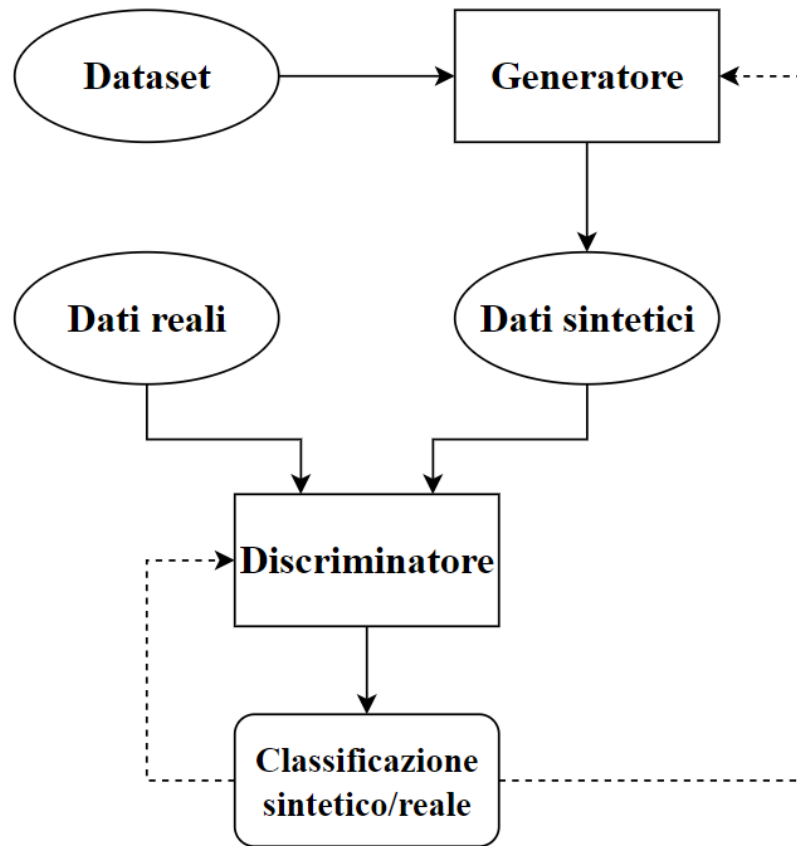 Dataset
Generatore
Dati reali
Dati sintetici
Discriminatore
Classificazione
sintetico/reale